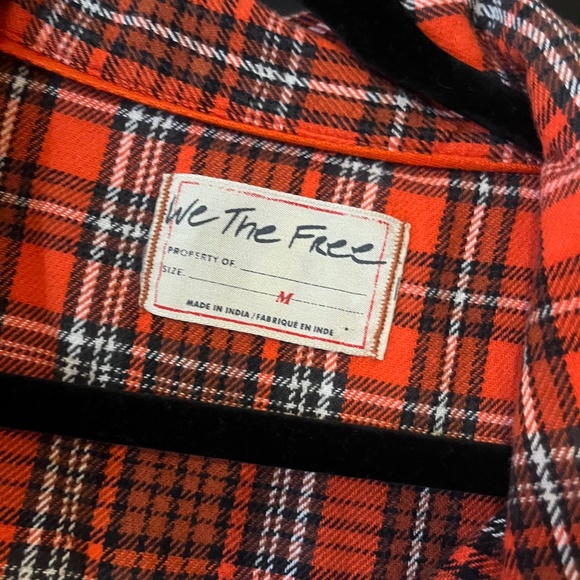 We The Free
PROPERTY OF
SIZE
M
MADE IN INDIA / FABRIQUÉ EN INDE